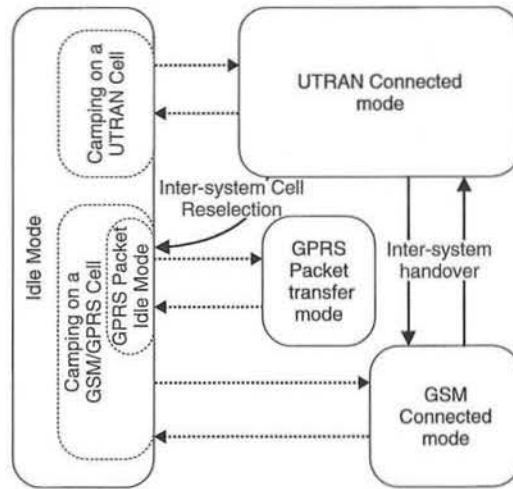 Idle Mode
Camping on a
UTRAN Cell
UTRAN Connected
mode
Inter-system Cell
Reselection
Camping on a
GSM/GPRS Cell
GPRS Packet
Idle Mode
GPRS
Packet
transfer
mode
Inter-system
handover
GSM
Connected
mode